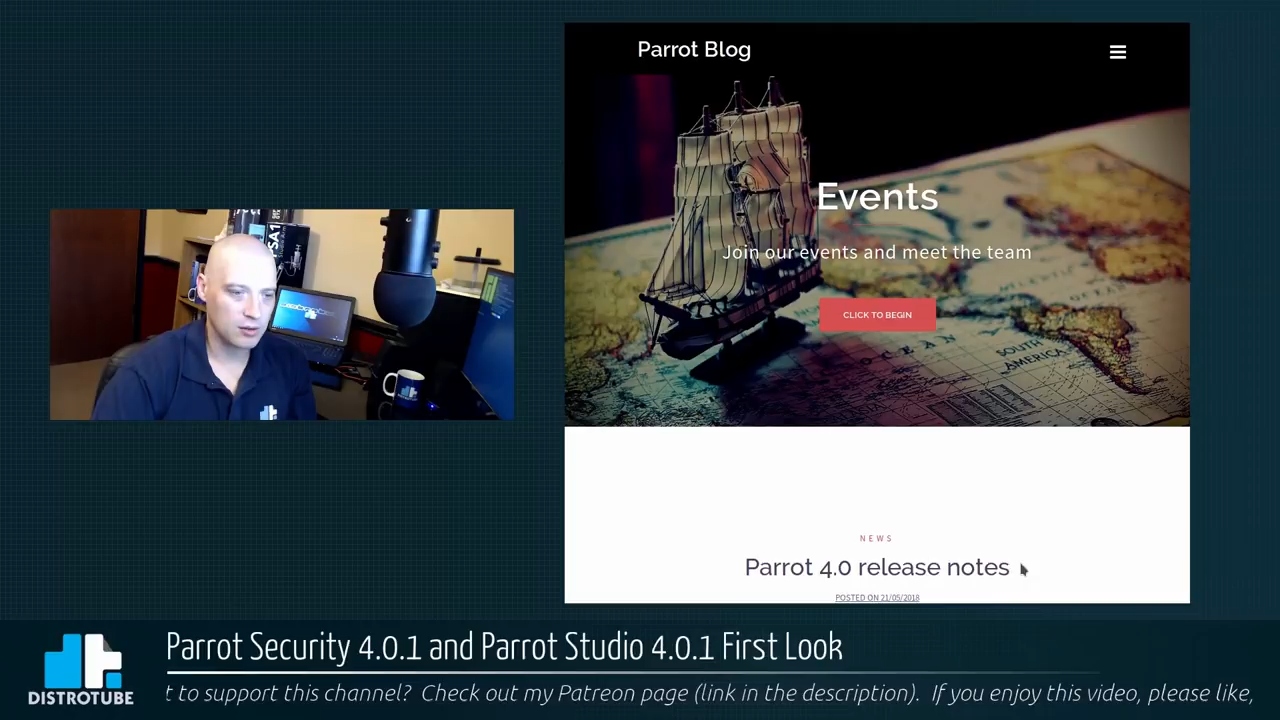 Parrot Blog
Events
Join our events and meet the team
CLICK TO BEGIN
OCEAN
SOUTH
AMERICA
NEWS
Parrot 4.0 release notes
POSTED ON 21/05/2018
Parrot Security 4.0.1 and Parrot Studio 4.0.1 First Look
DISTROTUBE
t to support this channel? Check out my Patreon page (link in the description). If you enjoy this video, please like,